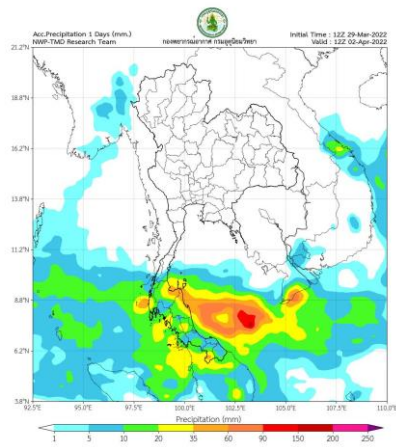 Acc.Precipitation 1 Days (mm.)
NWP-TMD Research Team
กองพยากรณ์อากาศ กรมอุตุนิยมวิทยา
Initial Time : 12Z 29-Mar-2022
Valid : 12Z 02-Apr-2022
21.2°N
18.8°N
16.2°N
13.8°N
11.2°N
8.8°N
6.2°N
3.8°N
92.5°E 95.0°E 97.5°E 100.0°E 102.5°E 105.0°E 107.5°E 110.0°E
Precipitation (mm)
1 5 10 20 35 60 90 150 200 250